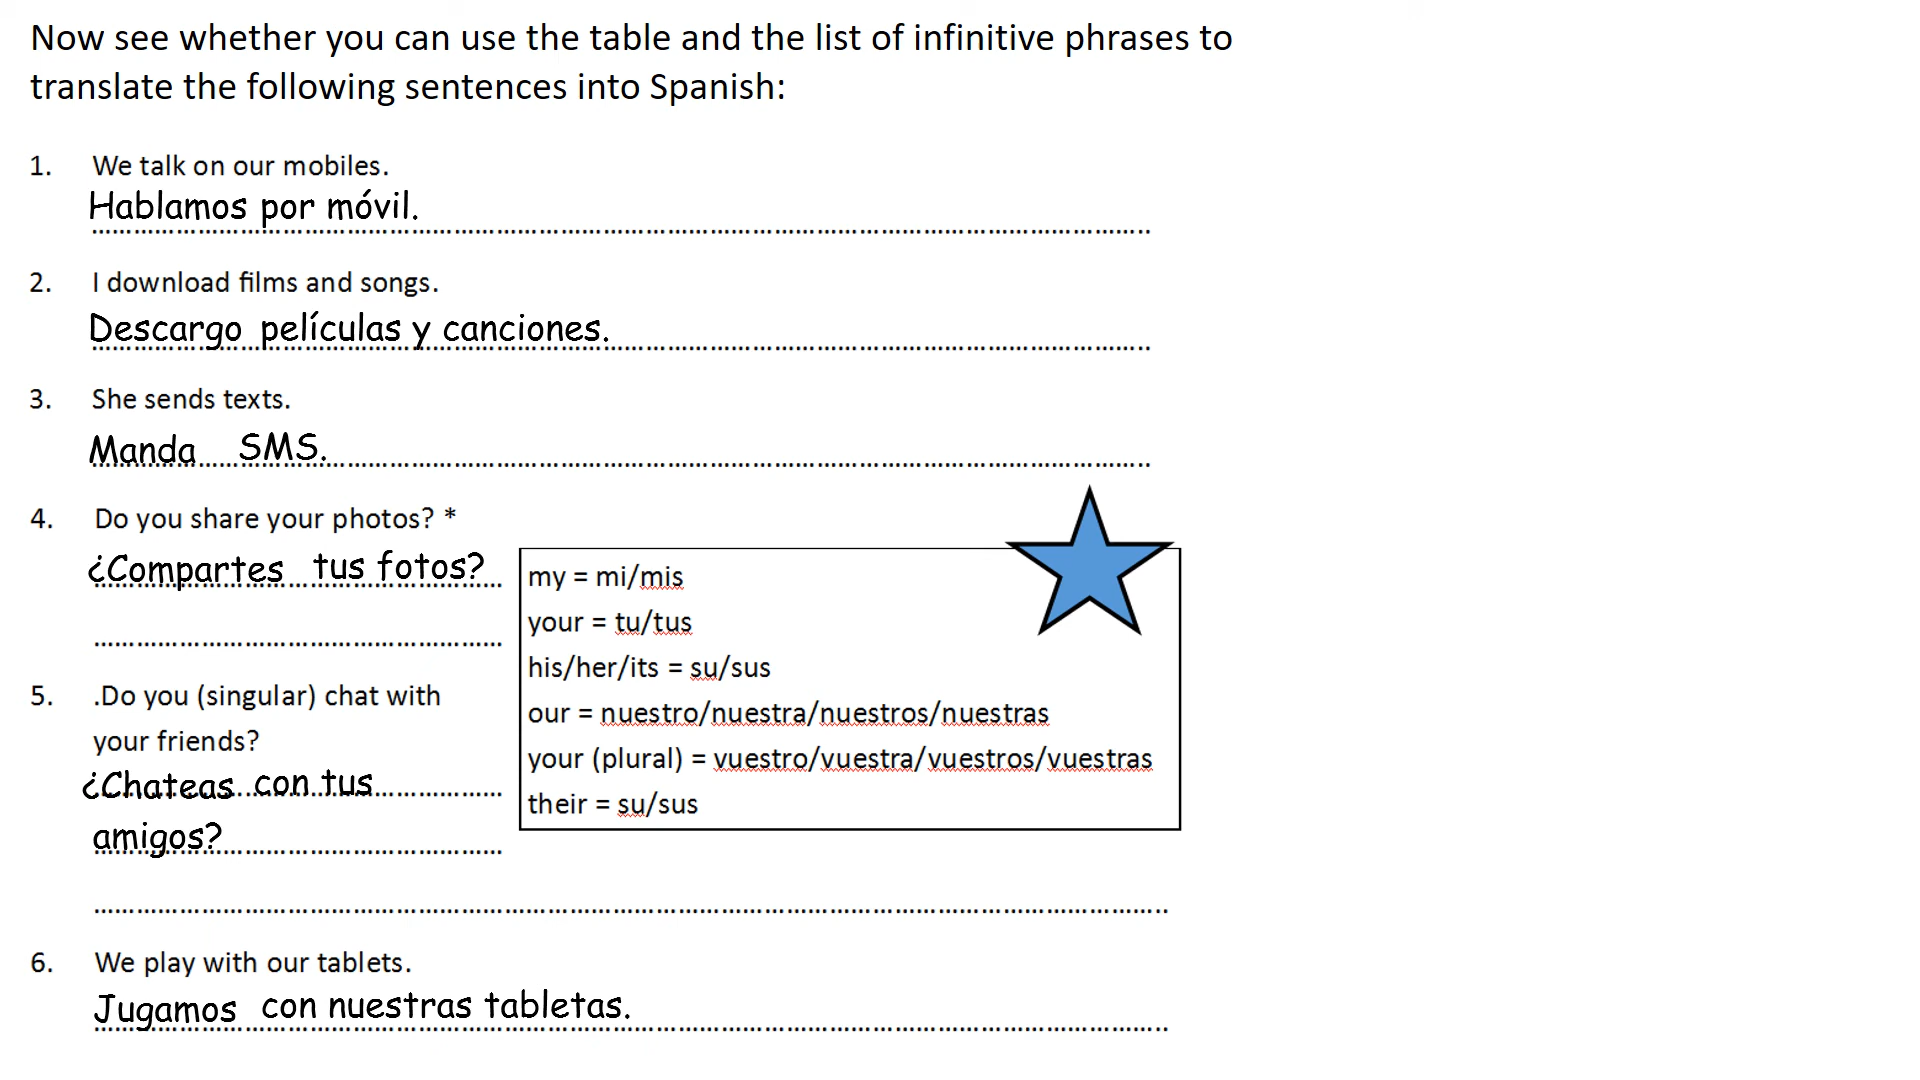 Now see whether you can use the table and the list of infinitive phrases to
translate the following sentences into Spanish:
1. We talk on our mobiles.
Hablamos por móvil.
2. I download films and songs.
Descargo películas y canciones.
3. She sends texts.
Manda SMS.
4. Do you share your photos? *
¿Compartes tus fotos?
5. .Do you (singular) chat with
your friends?
¿Chateas con tus
amigos?
my = mi/mis
your = tu/tus
his/her/its = su/sus
our = nuestro/nuestra/nuestros/nuestras
your (plural) = vuestro/vuestra/vuestros/vuestras
their = su/sus
6. We play with our tablets.
Jugamos con nuestras tabletas.